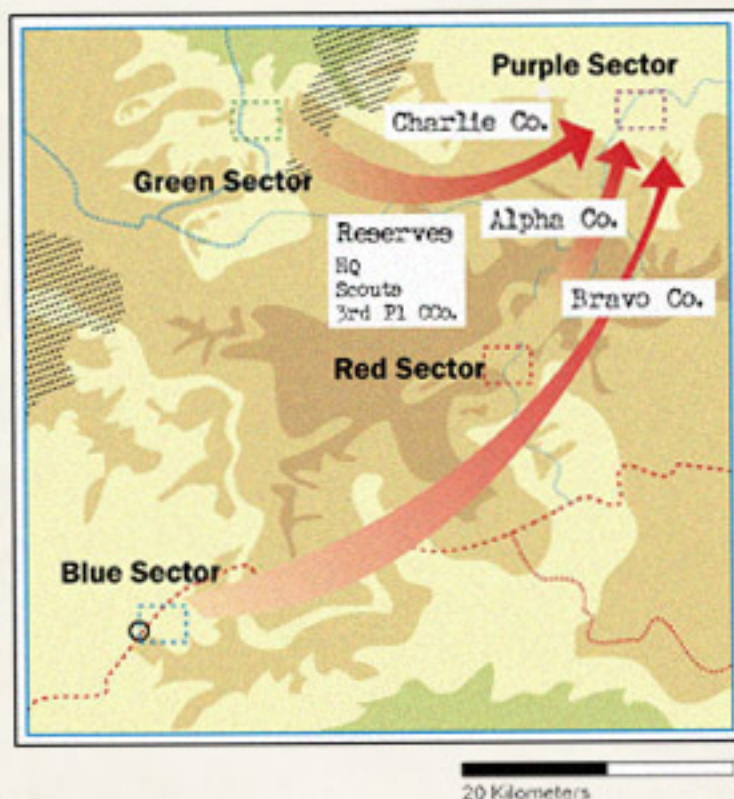 Purple Sector
Charlie Co.
Green Sector
Alpha Co.
Reserves
HQ
Scouts
3rd Pl CCo.
Bravo Co.
Red Sector
Blue Sector
20 Kilometers